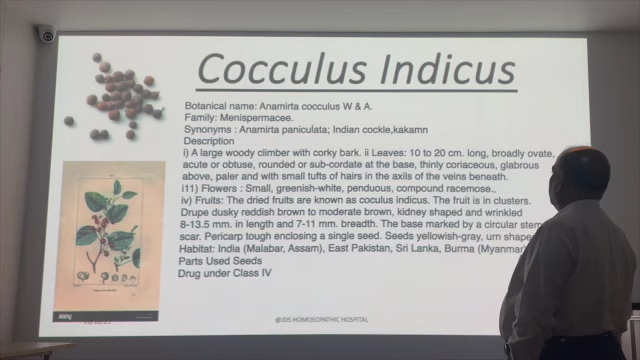 Cocculus Indicus
Botanical name: Anamirta cocculus W & A.
Family: Menispermacee.
Synonyms : Anamirta paniculata; Indian cockle,kakamn
Description
i) A large woody climber with corky bark. ii Leaves: 10 to 20 cm. long, broadly ovate,
acute or obtuse, rounded or sub-cordate at the base, thinly coriaceous, glabrous
above, paler and with small tufts of hairs in the axils of the veins beneath.
i11) Flowers : Small, greenish-white, penduous, compound racemose..
iv) Fruits: The dried fruits are known as coculus indicus. The fruit is in clusters.
Drupe dusky reddish brown to moderate brown, kidney shaped and wrinkled
8-13.5 mm. in length and 7-11 mm. breadth. The base marked by a circular stem
scar. Pericarp tough enclosing a single seed. Seeds yellowish-gray, urn shape
Habitat: India (Malabar, Assam), East Pakistan, Sri Lanka, Burma (Myanmar)
Parts Used Seeds
Drug under Class IV
alamy
@JDS HOMOEOPATHIC HOSPITAL